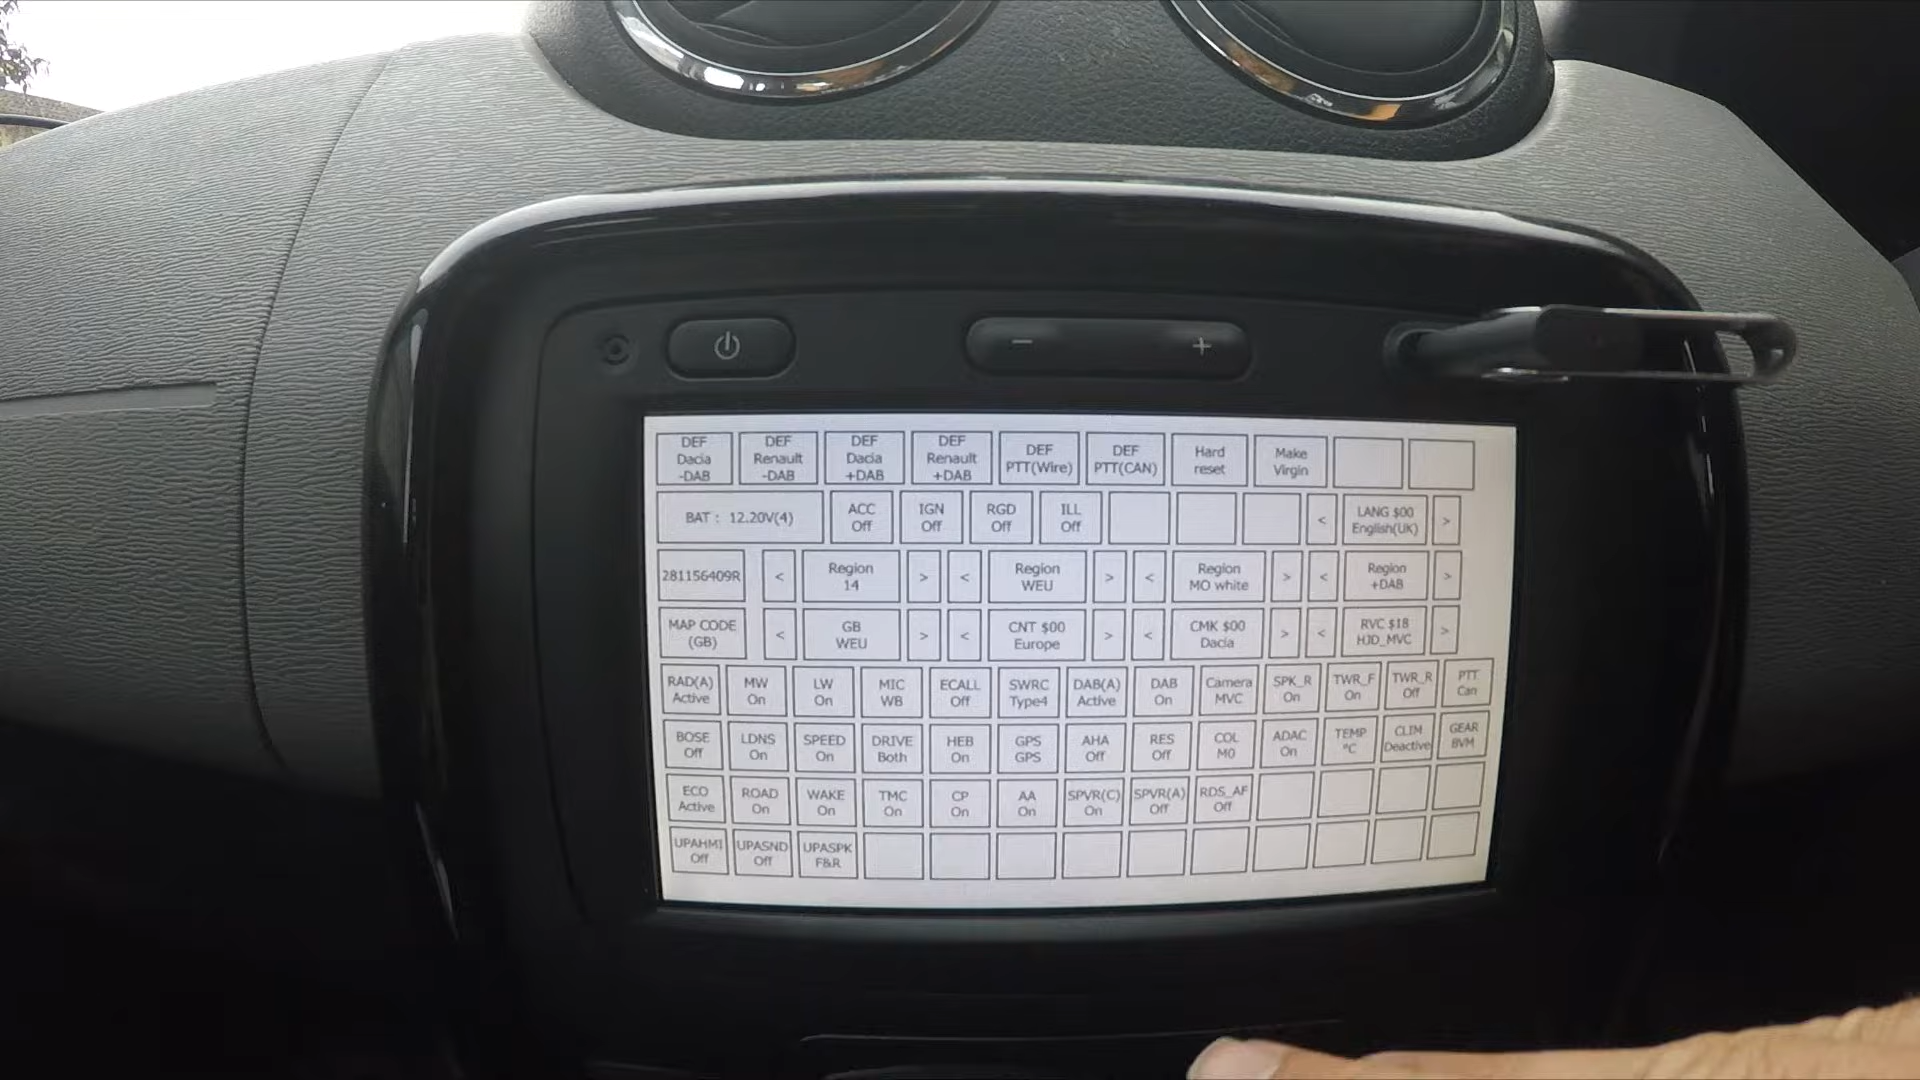 − +
DEF Dacia -DAB
DEF Renault -DAB
DEF Dacia +DAB
DEF Renault +DAB
DEF PTT(Wire)
DEF PTT(CAN)
Hard reset
Make Virgin
BAT : 12.20V(4)
ACC Off
IGN Off
RGD Off
ILL Off
<
LANG $00 English(UK)
>
281156409R
<
Region 14
>
<
Region WEU
>
<
Region MO white
>
<
Region +DAB
>
MAP CODE (GB)
<
GB WEU
>
<
CNT $00 Europe
>
<
CMK $00 Dacia
>
<
RVC $18 HJD_MVC
>
RAD(A) Active
MW On
LW On
MIC WB
ECALL Off
SWRC Type4
DAB(A) Active
DAB On
Camera MVC
SPK_R On
TWR_F On
TWR_R Off
PTT Can
BOSE Off
LDNS On
SPEED On
DRIVE Both
HEB On
GPS GPS
AHA Off
RES Off
COL M0
ADAC On
TEMP °C
CLIM Deactive
GEAR BVM
ECO Active
ROAD On
WAKE On
TMC On
CP On
AA On
SPVR(C) On
SPVR(A) Off
RDS_AF Off
UPAHMI Off
UPASND Off
UPASPK F&R